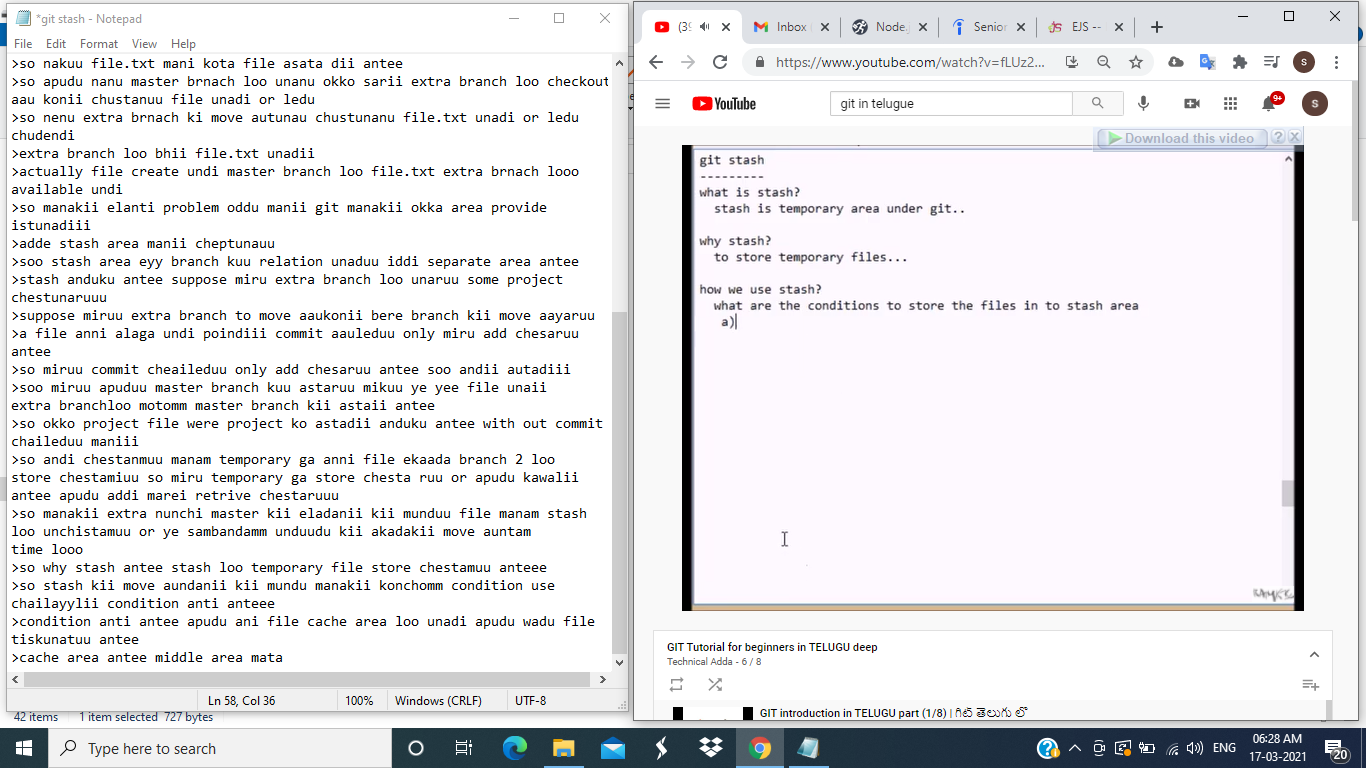 *git stash - Notepad
File Edit Format View Help
>so nakuu file.txt mani kota file asata dii antee
>so apudu nanu master brnach loo unanu okko sarii extra branch loo checkout
aau konii chustanuu file unadi or ledu
>so nenu extra brnach ki move autunau chustunanu file.txt unadi or ledu
chudendi
>extra branch loo bhii file.txt unadii
>actually file create undi master branch loo file.txt extra brnach looo
available undi
>so manakii elanti problem oddu manii git manakii okka area provide
istunadiii
>adde stash area manii cheptunauu
>soo stash area eyy branch kuu relation unaduu iddi separate area antee
>stash anduku antee suppose miru extra branch loo unaruu some project
chestunaruuu
>suppose miruu extra branch to move aaukonii bere branch kii move aayaruu
>a file anni alaga undi poindiii commit aauleduu only miru add chesaruu
antee
>so miruu commit cheaileduu only add chesaruu antee soo andii autadiii
>soo miruu apuduu master branch kuu astaruu mikuu ye yee file unaii
extra branchloo motomm master branch kii astaii antee
>so okko project file were project ko astadii anduku antee with out commit
chaileduu maniii
>so andi chestanmuu manam temporary ga anni file ekaada branch 2 loo
store chestamiuu so miru temporary ga store chesta ruu or apudu kawalii
antee apudu addi marei retrive chestaruuu
>so manakii extra nunchi master kii eladanii kii munduu file manam stash
loo unchistamuu or ye sambandamm unduudu kii akadakii move auntam
time looo
>so why stash antee stash loo temporary file store chestamuu anteee
>so stash kii move aundanii kii mundu manakii konchomm condition use
chailayylii condition anti anteee
>condition anti antee apudu ani file cache area loo unadi apudu wadu file
tiskunatuu antee
>cache area antee middle area mata
Ln 58, Col 36 100% Windows (CRLF) UTF-8
42 items 1 item selected 727 bytes
(39 Inbox Node.j Senior EJS --
https://www.youtube.com/watch?v=fLUz2...
S
YouTube
git in telugue
9+
S
Download this video ?
git stash
---------
what is stash?
stash is temporary area under git..
why stash?
to store temporary files...
how we use stash?
what are the conditions to store the files in to stash area
a)
GIT Tutorial for beginners in TELUGU deep
Technical Adda - 6 / 8
GIT introduction in TELUGU part (1/8) | గిట్ తెలుగు లో
Type here to search
ENG
06:28 AM
17-03-2021
20